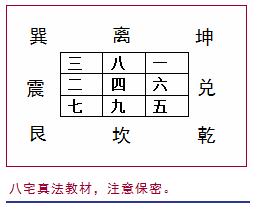 巽 离 坤
三 八 一
震 二 四 六 兑
七 九 五
艮 坎 乾
八宅真法教材，注意保密。